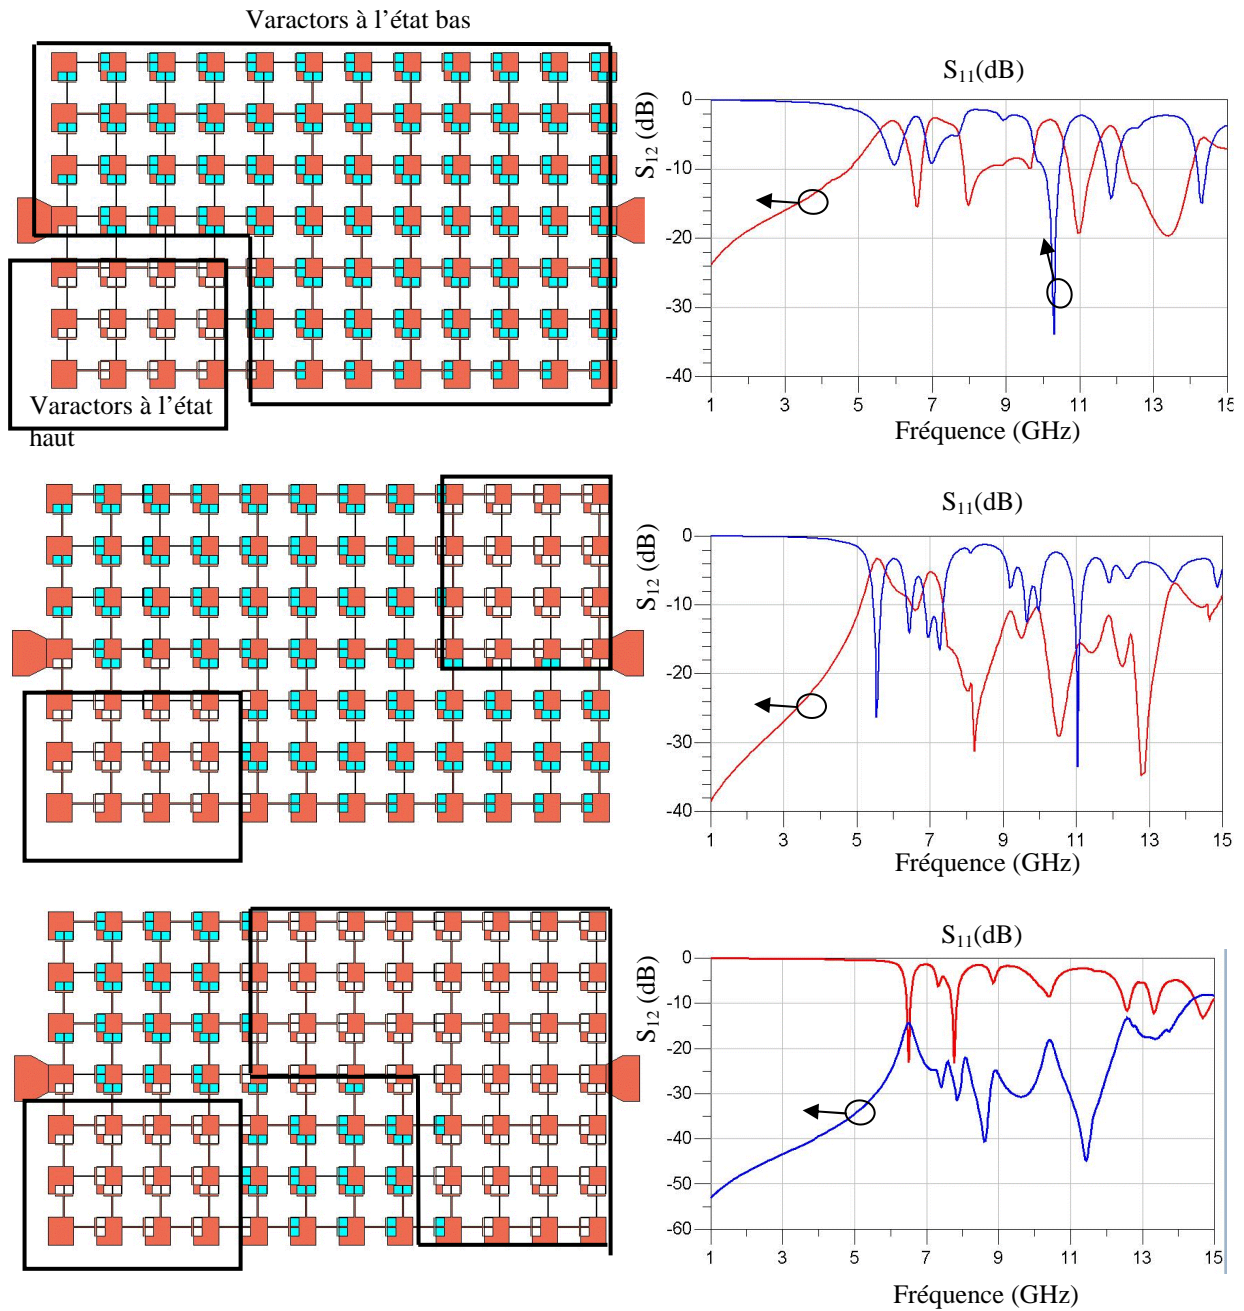 Varactors à l'état bas
S11(dB)
S12 (dB)
0
-10
-20
-30
-40
1 3 5 7 9 11 13 15
Fréquence (GHz)
Varactors à l'état
haut
S11(dB)
S12 (dB)
0
-10
-20
-30
-40
1 3 5 7 9 11 13 15
Fréquence (GHz)
S11(dB)
S12 (dB)
0
-10
-20
-30
-40
-50
-60
1 3 5 7 9 11 13 15
Fréquence (GHz)